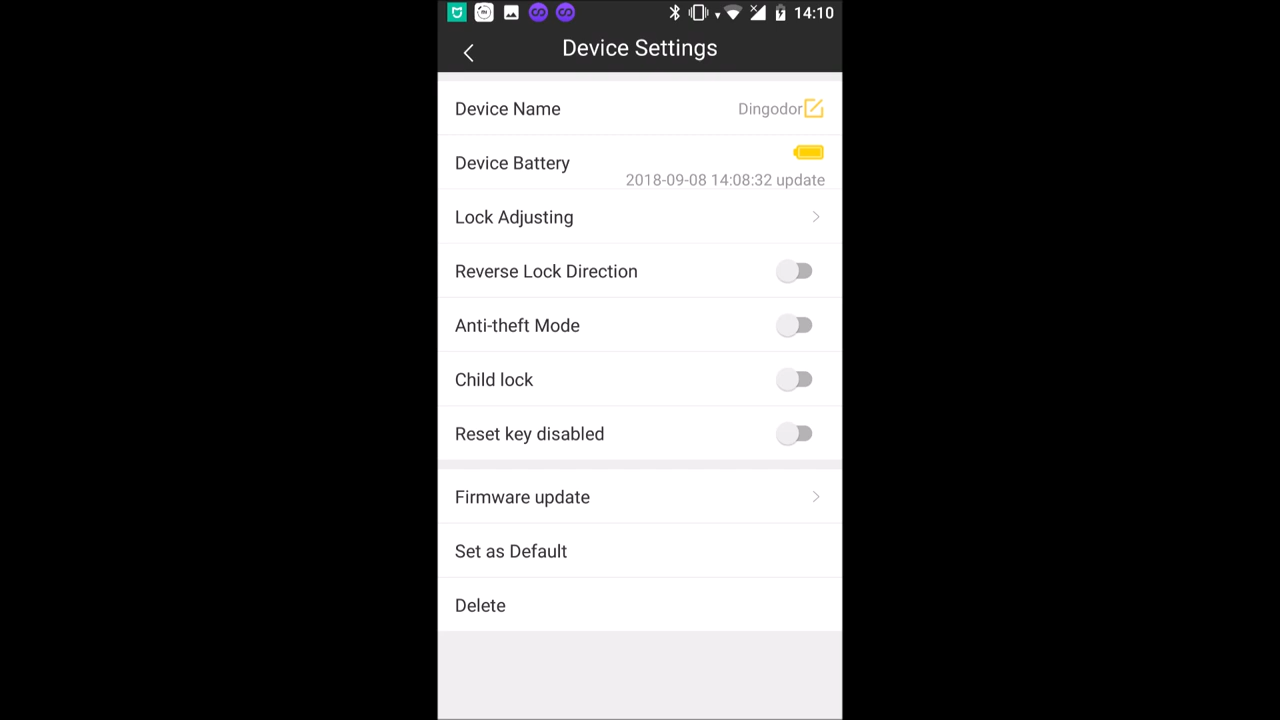 14:10
Device Settings
Device Name Dingodor
Device Battery
2018-09-08 14:08:32 update
Lock Adjusting
Reverse Lock Direction
Anti-theft Mode
Child lock
Reset key disabled
Firmware update
Set as Default
Delete